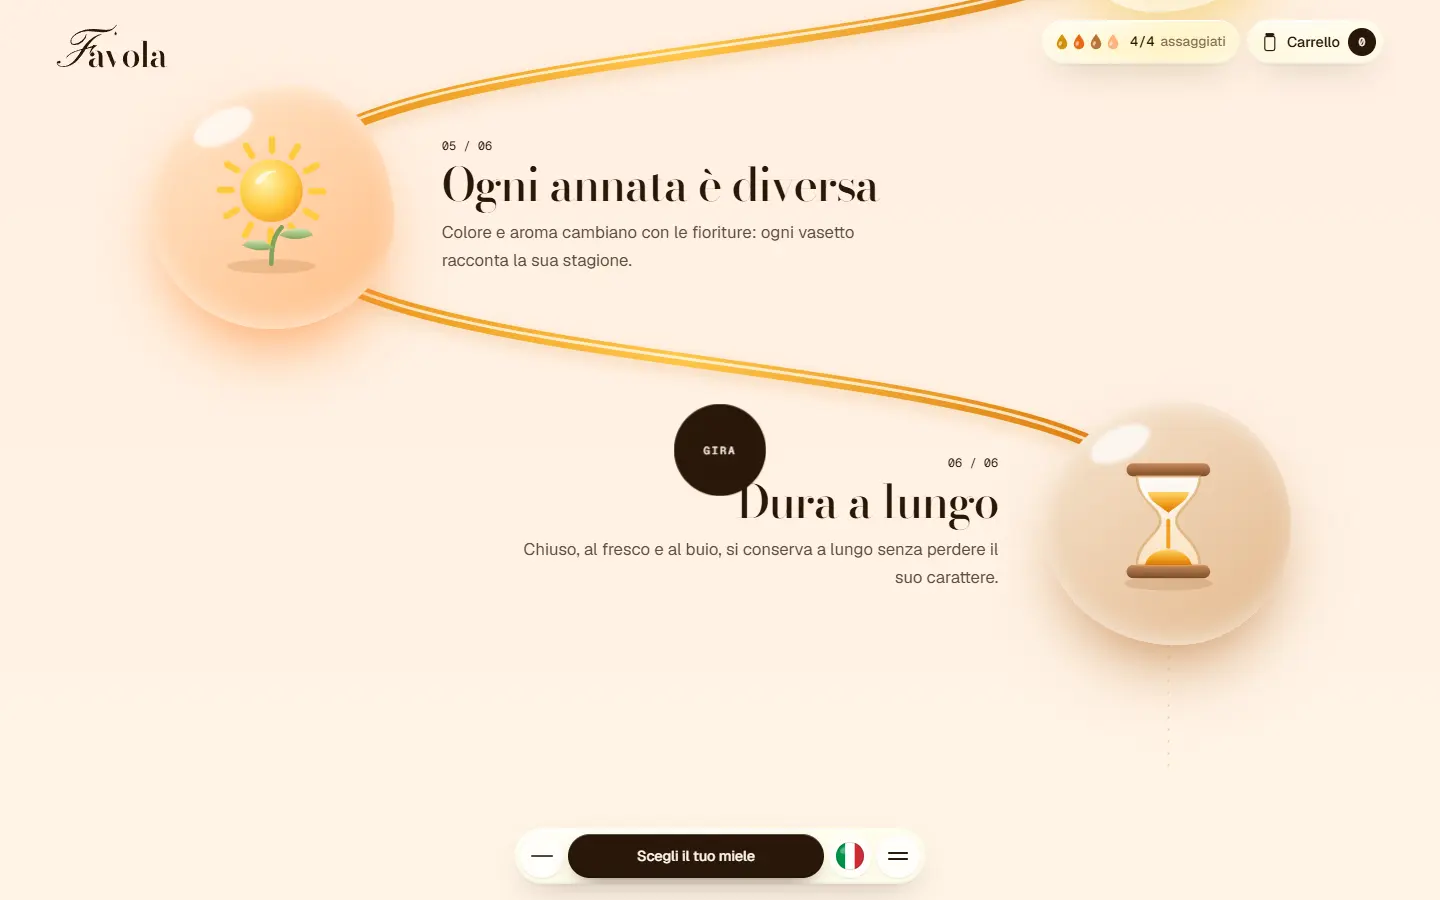 Favola
4/4 assaggiati
Carrello 0
05 / 06
Ogni annata è diversa
Colore e aroma cambiano con le fioriture: ogni vasetto
racconta la sua stagione.
GIRA
06 / 06
Dura a lungo
Chiuso, al fresco e al buio, si conserva a lungo senza perdere il
suo carattere.
Scegli il tuo miele